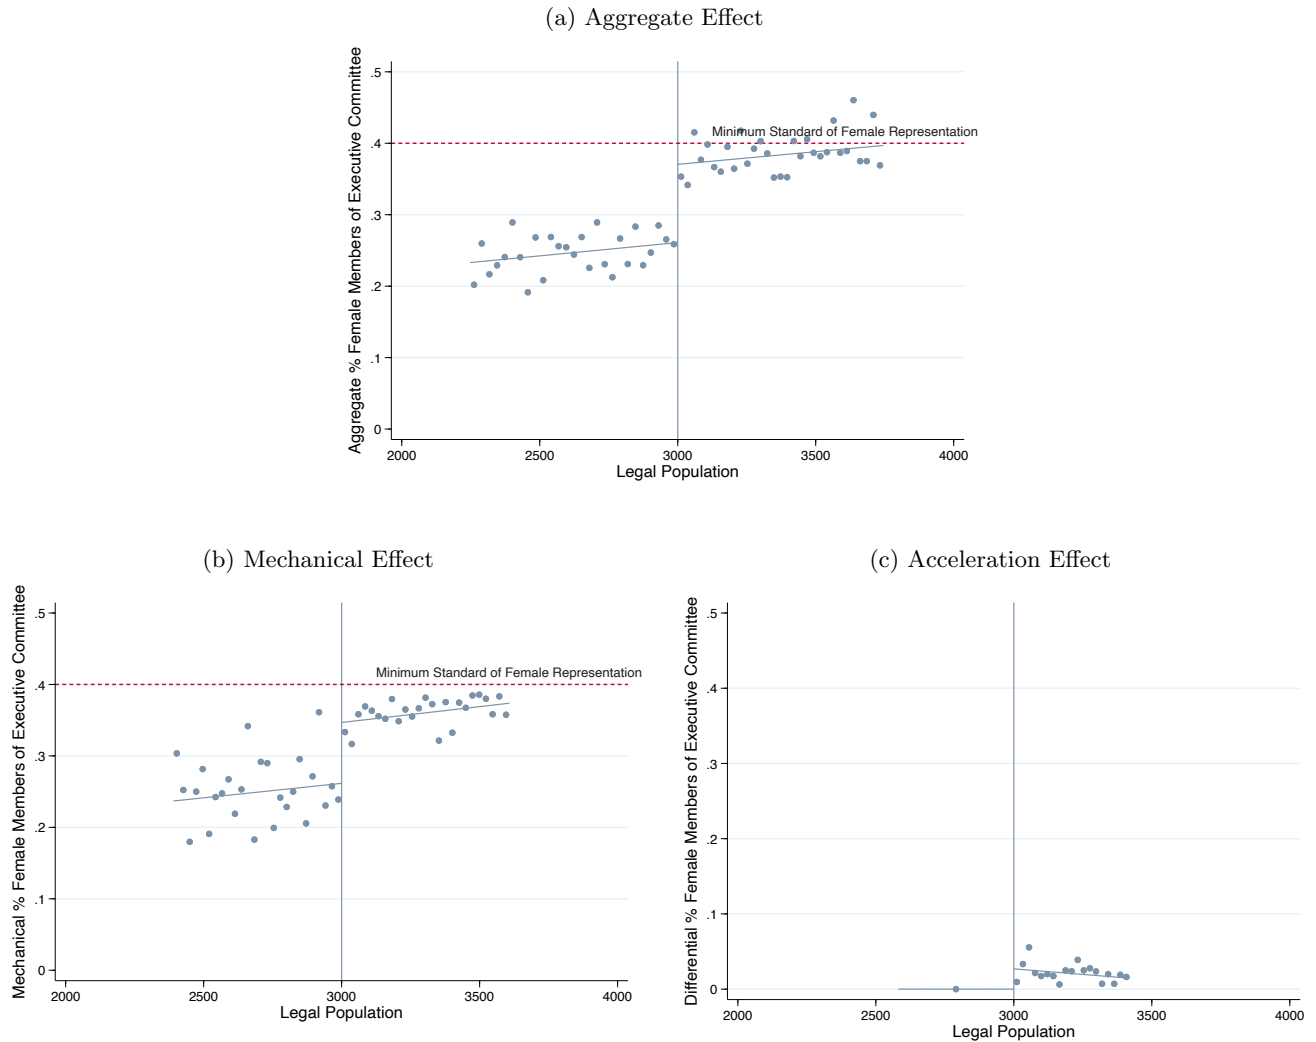 (a) Aggregate Effect
Aggregate % Female Members of Executive Committee
.5
.4
.3
.2
.1
0
Minimum Standard of Female Representation
2000 2500 3000 3500 4000
Legal Population
(b) Mechanical Effect
Mechanical % Female Members of Executive Committee
.5
.4
.3
.2
.1
0
Minimum Standard of Female Representation
2000 2500 3000 3500 4000
Legal Population
(c) Acceleration Effect
Differential % Female Members of Executive Committee
.5
.4
.3
.2
.1
0
2000 2500 3000 3500 4000
Legal Population